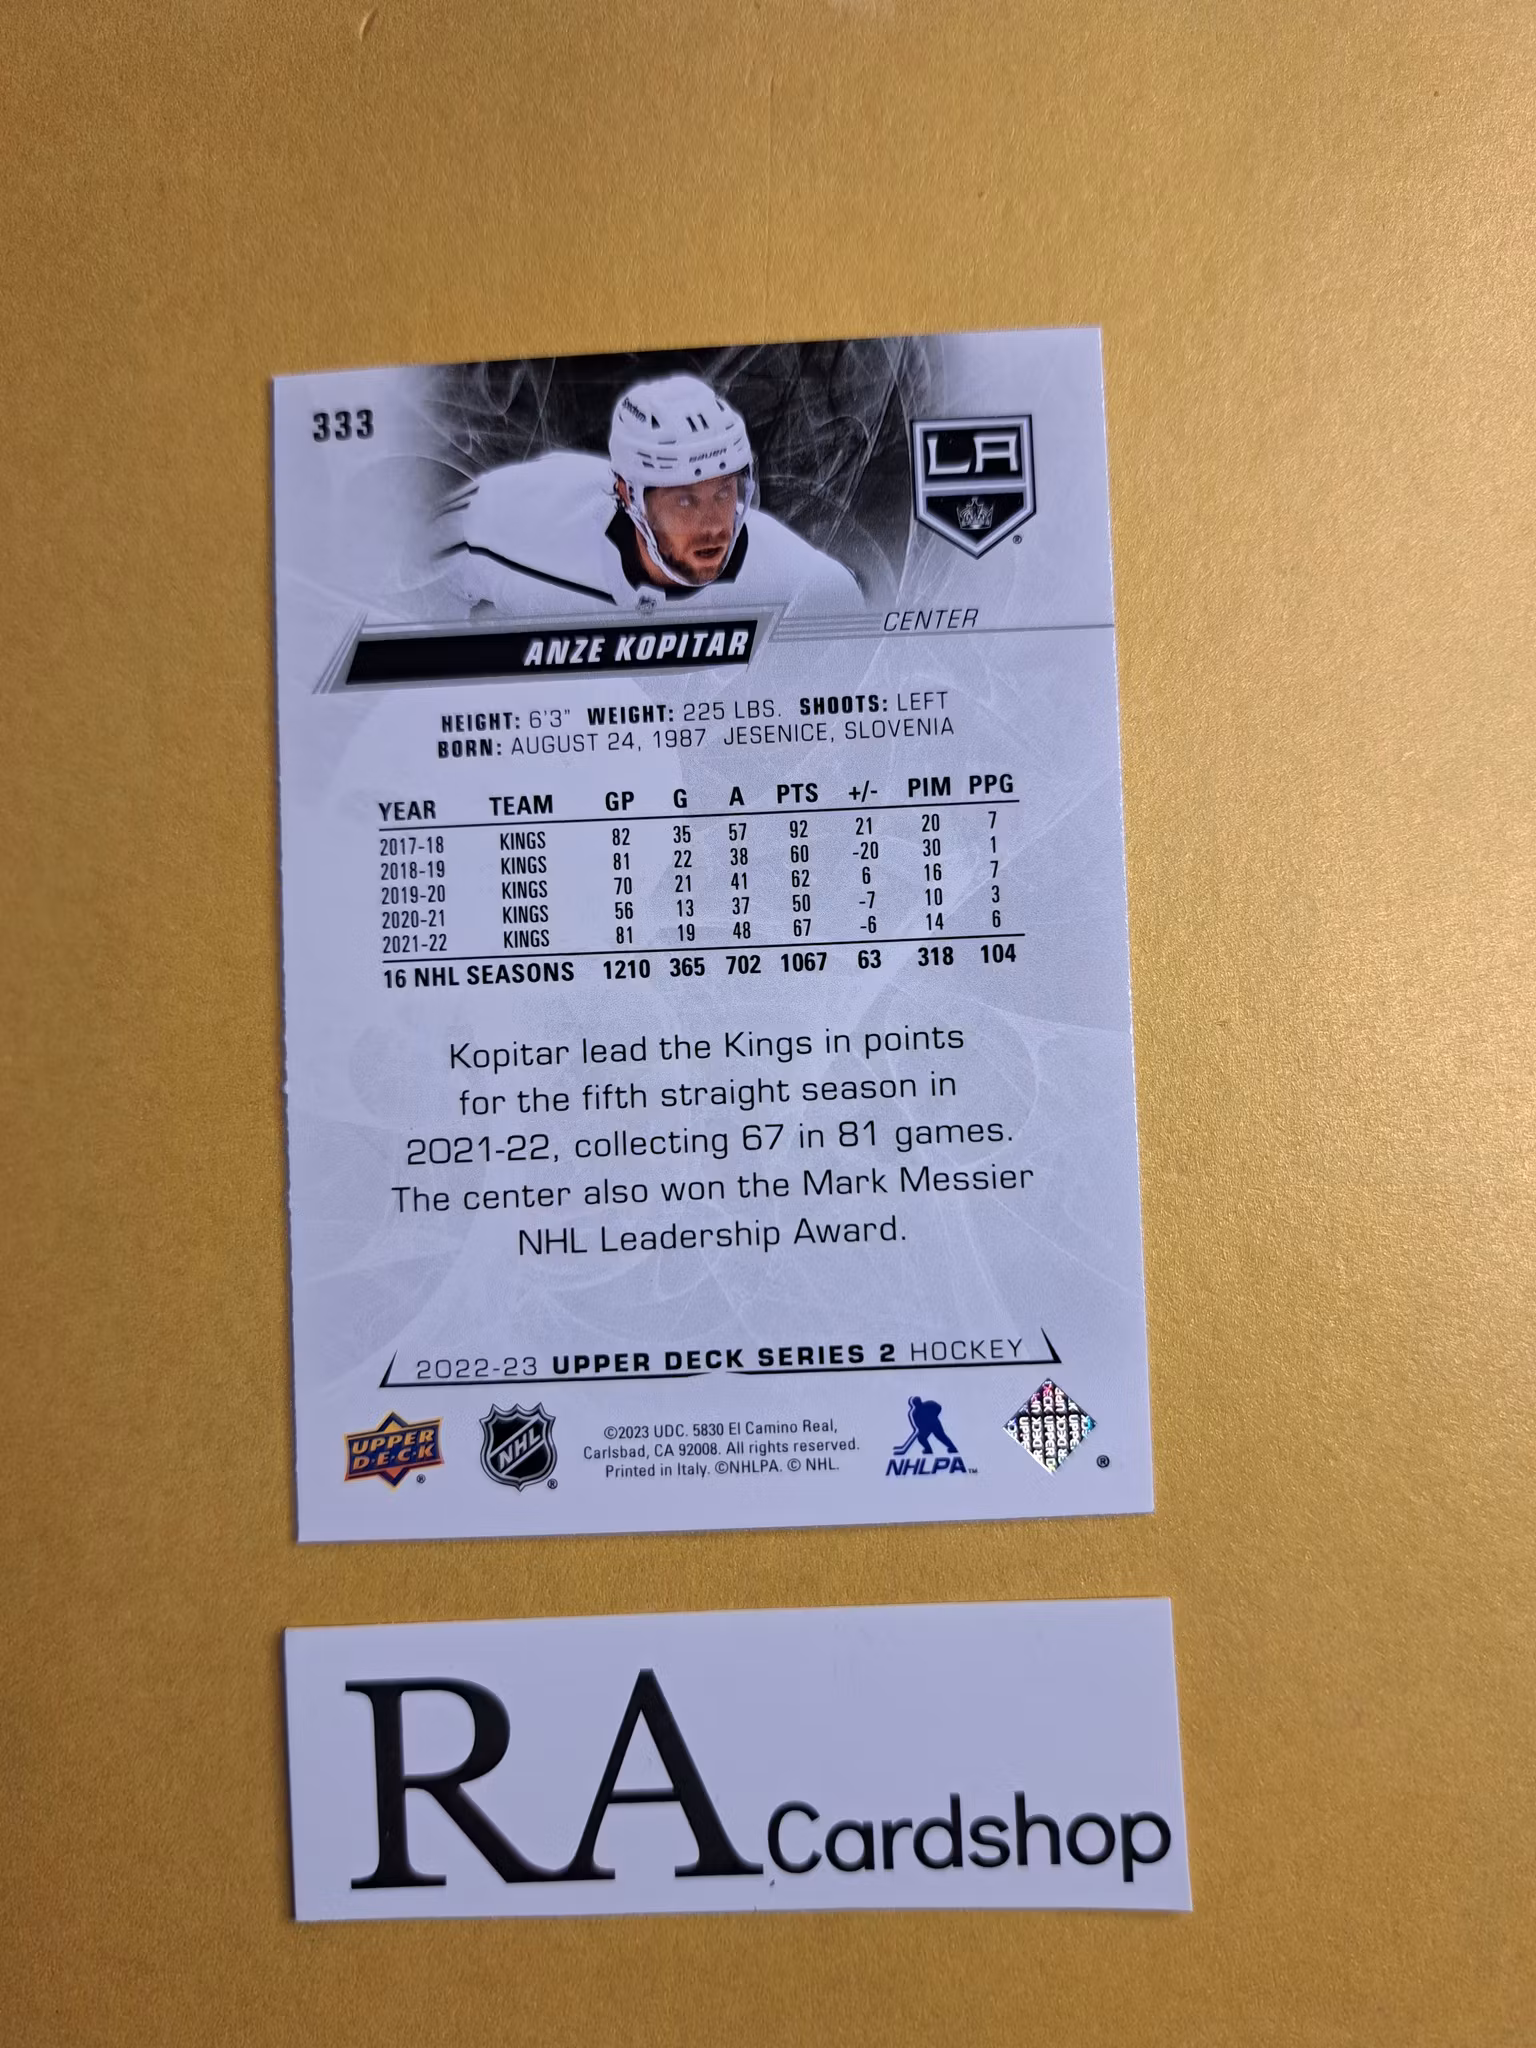 333
11
BAUER
LA
®
CENTER
ANZE KOPITAR
HEIGHT: 6'3" WEIGHT: 225 LBS. SHOOTS: LEFT
BORN: AUGUST 24, 1987 JESENICE, SLOVENIA
YEAR TEAM GP G A PTS +/- PIM PPG
2017-18 KINGS 82 35 57 92 21 20 7
2018-19 KINGS 81 22 38 60 -20 30 1
2019-20 KINGS 70 21 41 62 6 16 7
2020-21 KINGS 56 13 37 50 -7 10 3
2021-22 KINGS 81 19 48 67 -6 14 6
16 NHL SEASONS 1210 365 702 1067 63 318 104
Kopitar lead the Kings in points
for the fifth straight season in
2021-22, collecting 67 in 81 games.
The center also won the Mark Messier
NHL Leadership Award.
2022-23 UPPER DECK SERIES 2 HOCKEY
UPPER
D·E·C·K
®
NHL
®
©2023 UDC. 5830 El Camino Real,
Carlsbad, CA 92008. All rights reserved.
Printed in Italy. ©NHLPA. © NHL.
NHLPA™
UPPER DECK
®
RA Cardshop